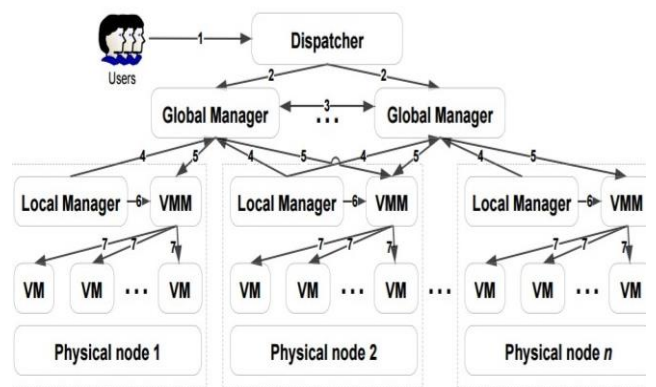 1
Dispatcher
Users
2 2
Global Manager 3 Global Manager
...
4 5 4 5 4 5 4 5
Local Manager 6 VMM Local Manager 6 VMM Local Manager 6 VMM
7 7 7 7 7 7 7 7 7
VM VM ... VM VM VM ... VM ... VM VM ... VM
Physical node 1 Physical node 2 Physical node n